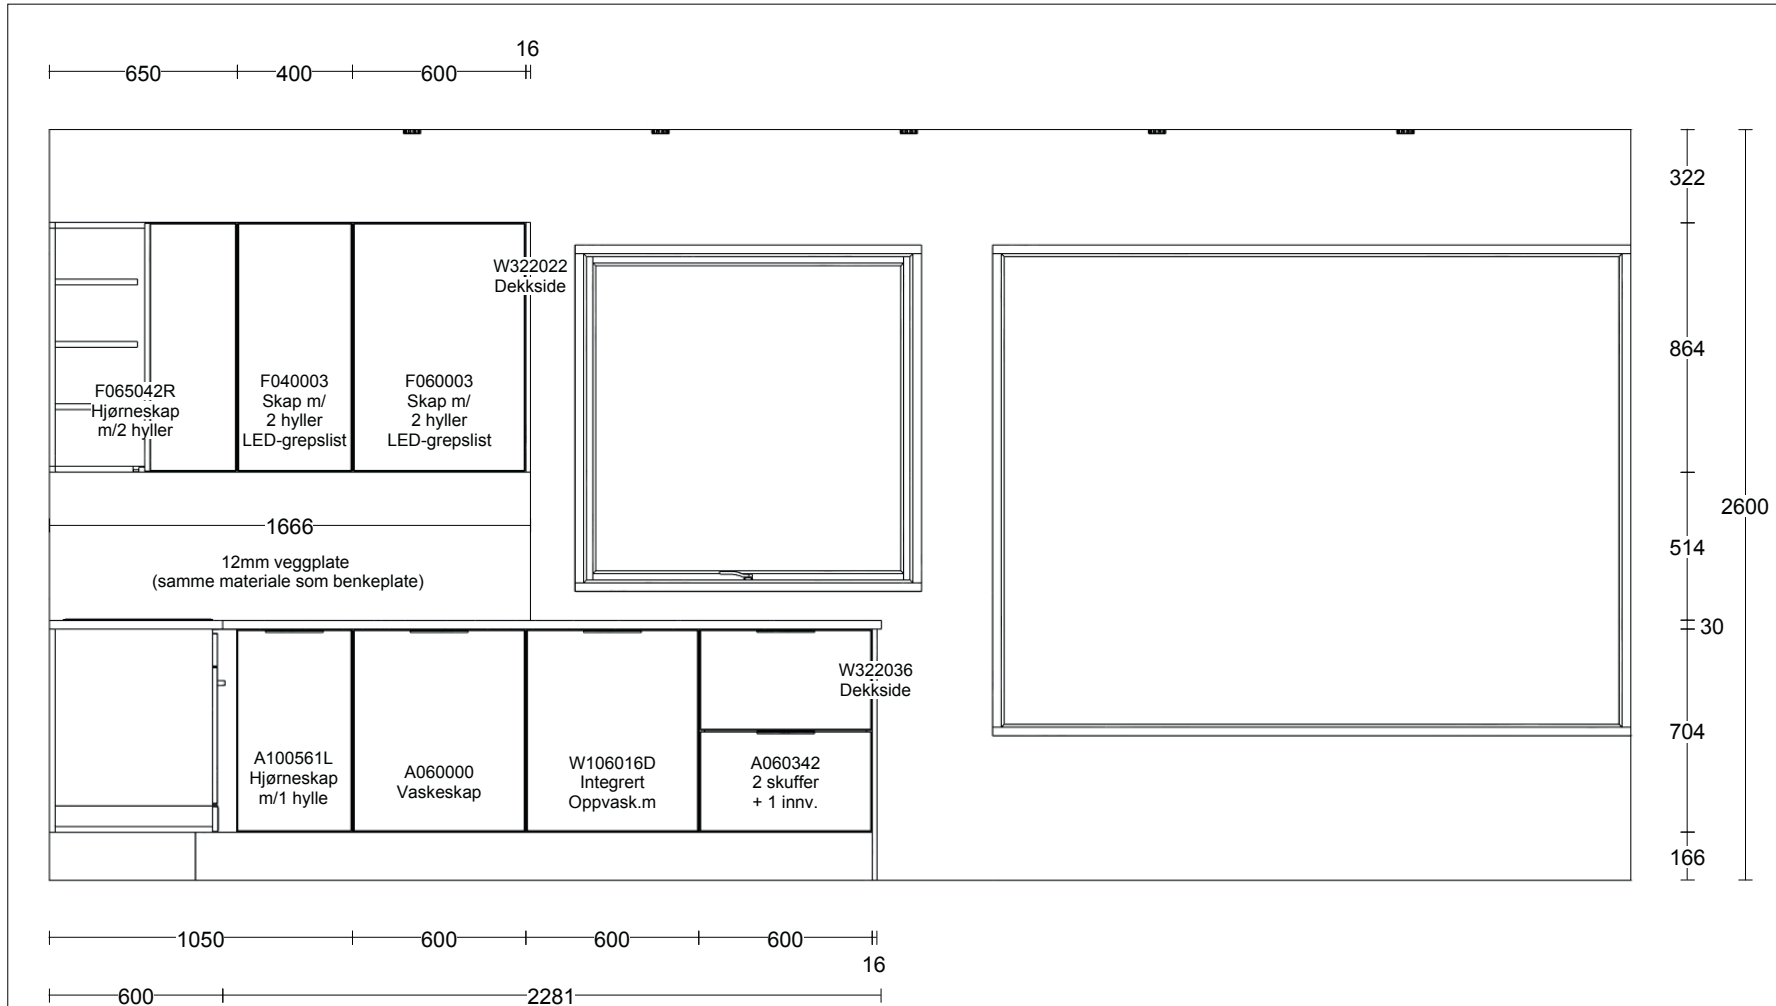 16
650
400
600
322
W322022
Dekkside
864
F065042R
Hjørneskap
m/2 hyller
F040003
Skap m/
2 hyller
LED-grepslist
F060003
Skap m/
2 hyller
LED-grepslist
2600
1666
514
12mm veggplate
(samme materiale som benkeplate)
30
W322036
Dekkside
704
A100561L
Hjørneskap
m/1 hylle
A060000
Vaskeskap
W106016D
Integrert
Oppvask.m
A060342
2 skuffer
+ 1 innv.
166
1050
600
600
600
16
600
2281